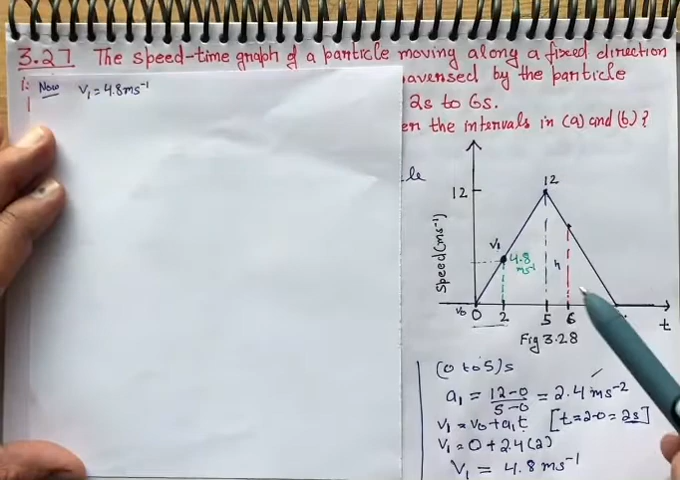 3.27 The speed-time graph of a particle moving along a fixed direction
aversed by the particle
2s to 6s.
en the intervals in (a) and (b)?
Now V₁ = 4.8ms⁻¹
le
12
12
Speed(ms⁻¹)
V₁
4.8
ms⁻¹
h
V₀ 0 2 5 6
t
Fig 3.28
(0 to 5)s
a₁ = 12-0/5-0 = 2.4 ms⁻²
V₁ = V₀ + a₁t [t=2-0=2s]
V₁ = 0 + 2.4(2)
V₁ = 4.8 ms⁻¹